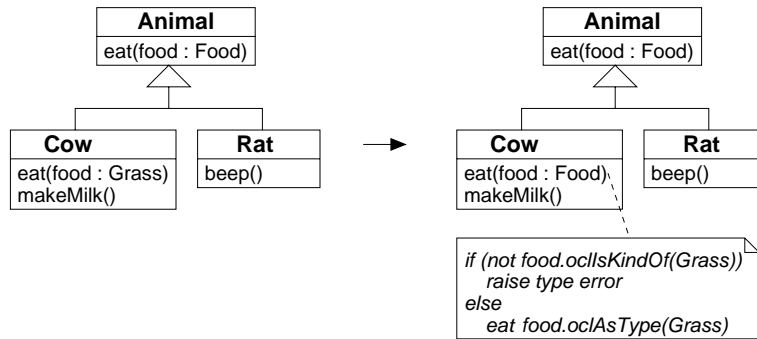 Animal
eat(food : Food)
Cow
eat(food : Grass)
makeMilk()
Rat
beep()
Animal
eat(food : Food)
Cow
eat(food : Food)
makeMilk()
Rat
beep()
if (not food.oclIsKindOf(Grass))
raise type error
else
eat food.oclAsType(Grass)